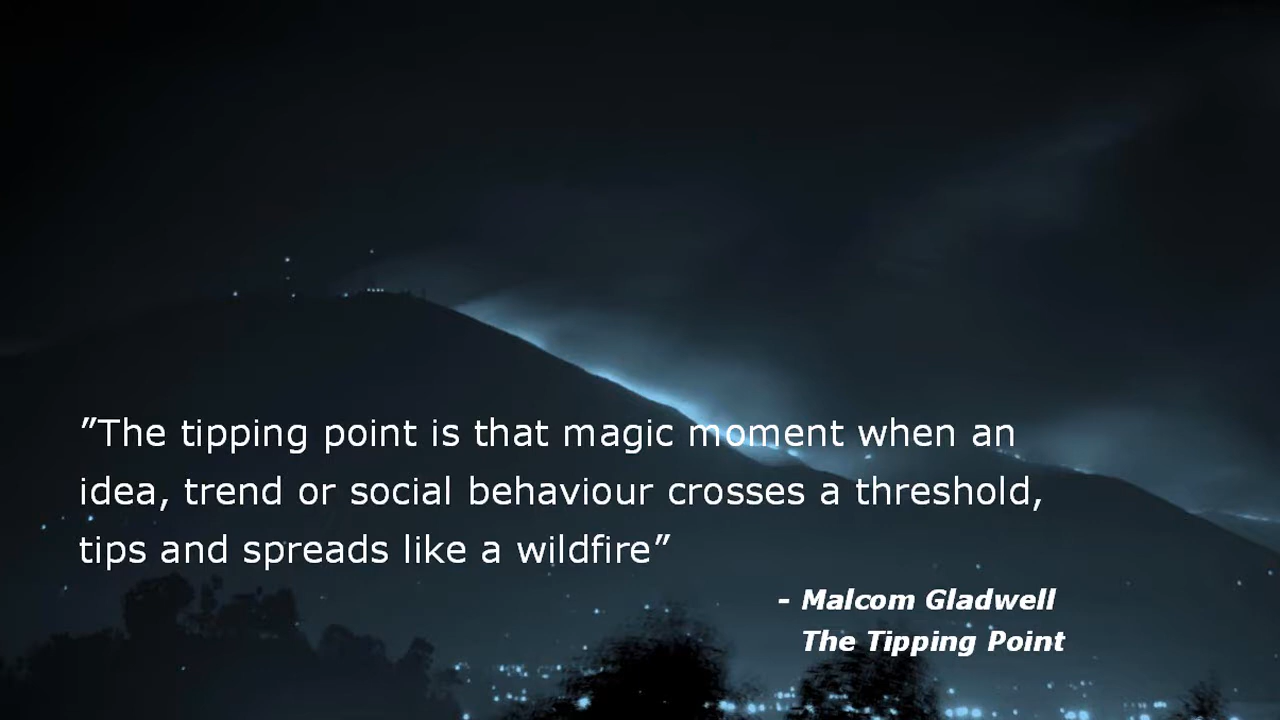 ”The tipping point is that magic moment when an
idea, trend or social behaviour crosses a threshold,
tips and spreads like a wildfire”
- Malcom Gladwell
The Tipping Point